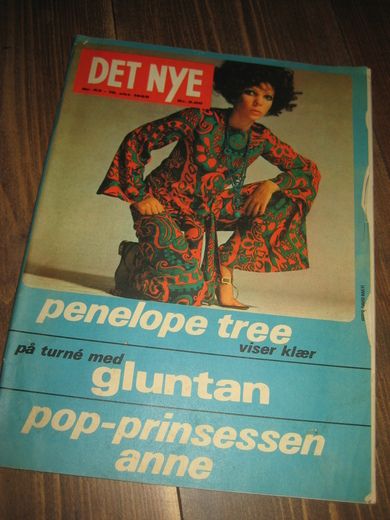 DET NYE
penelope tree
viser klær
på turné med
gluntan
pop-prinsessen
anne